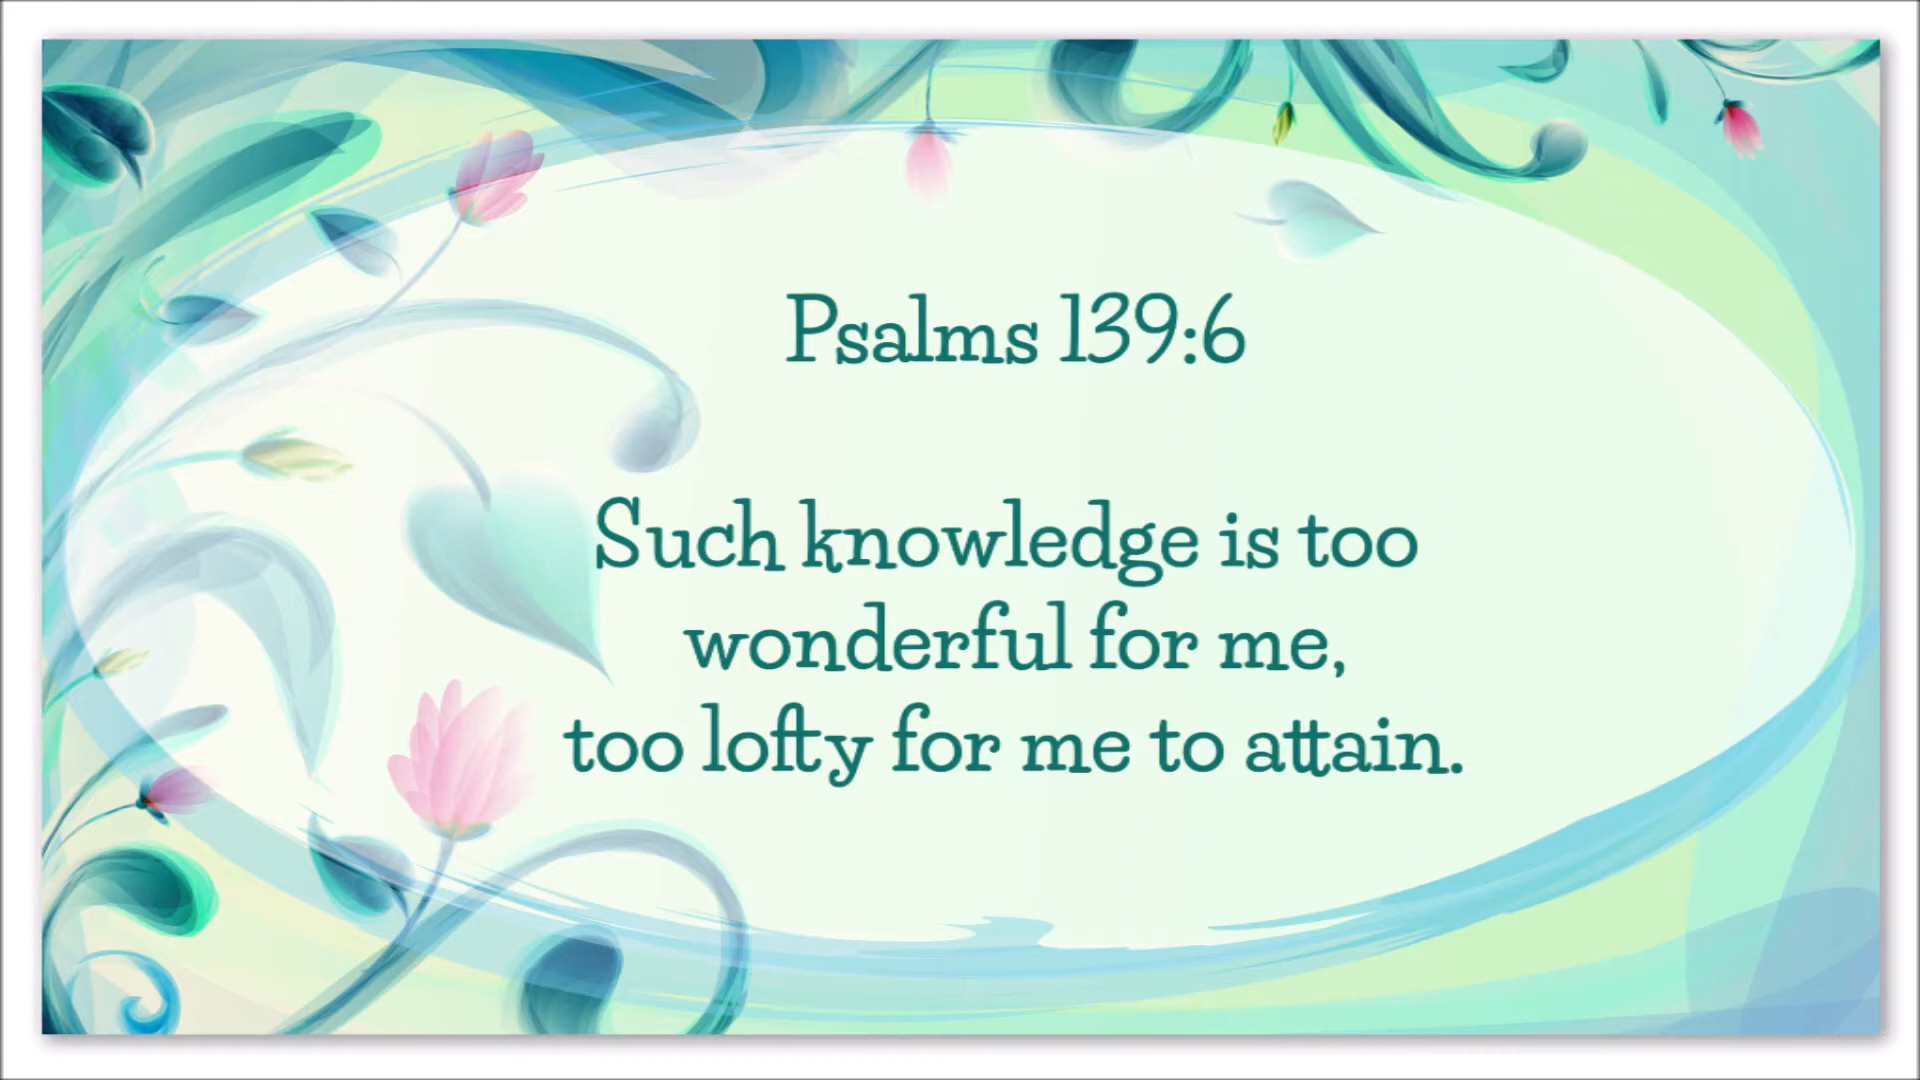 Psalms 139:6
Such knowledge is too
wonderful for me,
too lofty for me to attain.